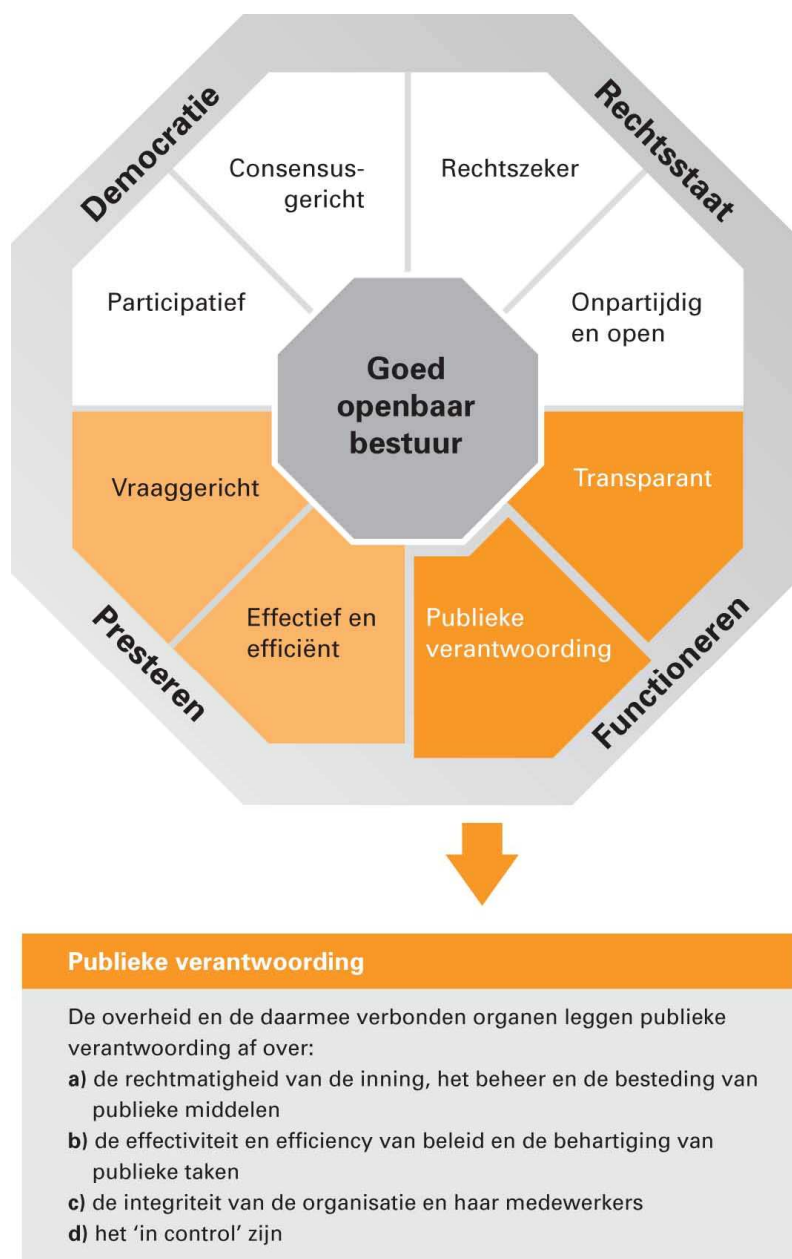 Democratie
Rechtsstaat
Consensus-
gericht
Rechtszeker
Participatief
Onpartijdig
en open
Goed
openbaar
bestuur
Vraaggericht
Transparant
Effectief en
efficiënt
Publieke
verantwoording
Presteren
Functioneren
Publieke verantwoording
De overheid en de daarmee verbonden organen leggen publieke
verantwoording af over:
a) de rechtmatigheid van de inning, het beheer en de besteding van
publieke middelen
b) de effectiviteit en efficiency van beleid en de behartiging van
publieke taken
c) de integriteit van de organisatie en haar medewerkers
d) het ‘in control’ zijn